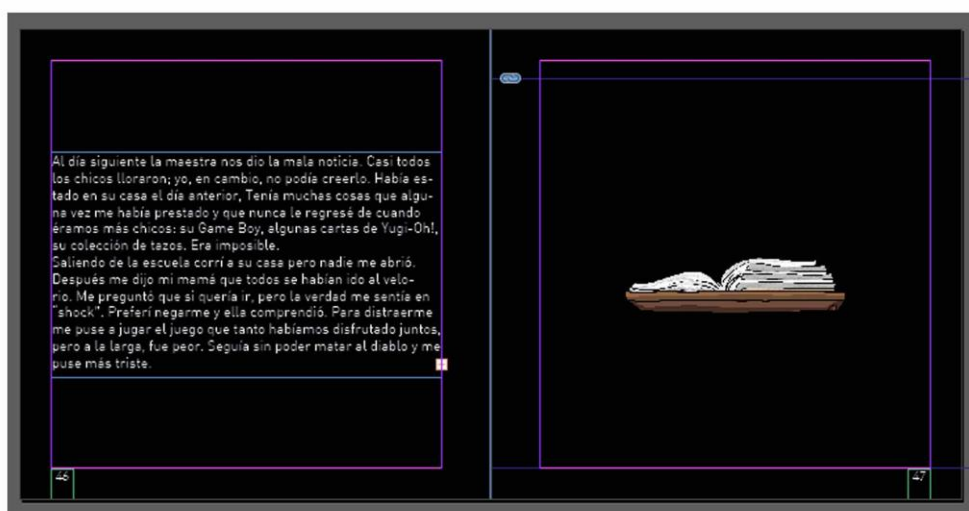 Al día siguiente la maestra nos dio la mala noticia. Casi todos
los chicos lloraron; yo, en cambio, no podía creerlo. Había es-
tado en su casa el día anterior, Tenía muchas cosas que algu-
na vez me había prestado y que nunca le regresé de cuando
éramos más chicos: su Game Boy, algunas cartas de Yugi-Oh!,
su colección de tazos. Era imposible.
Saliendo de la escuela corrí a su casa pero nadie me abrió.
Después me dijo mi mamá que todos se habían ido al velo-
rio. Me preguntó que si quería ir, pero la verdad me sentía en
"shock". Preferí negarme y ella comprendió. Para distraerme
me puse a jugar el juego que tanto habíamos disfrutado juntos,
pero a la larga, fue peor. Seguía sin poder matar al diablo y me
puse más triste.
46
47